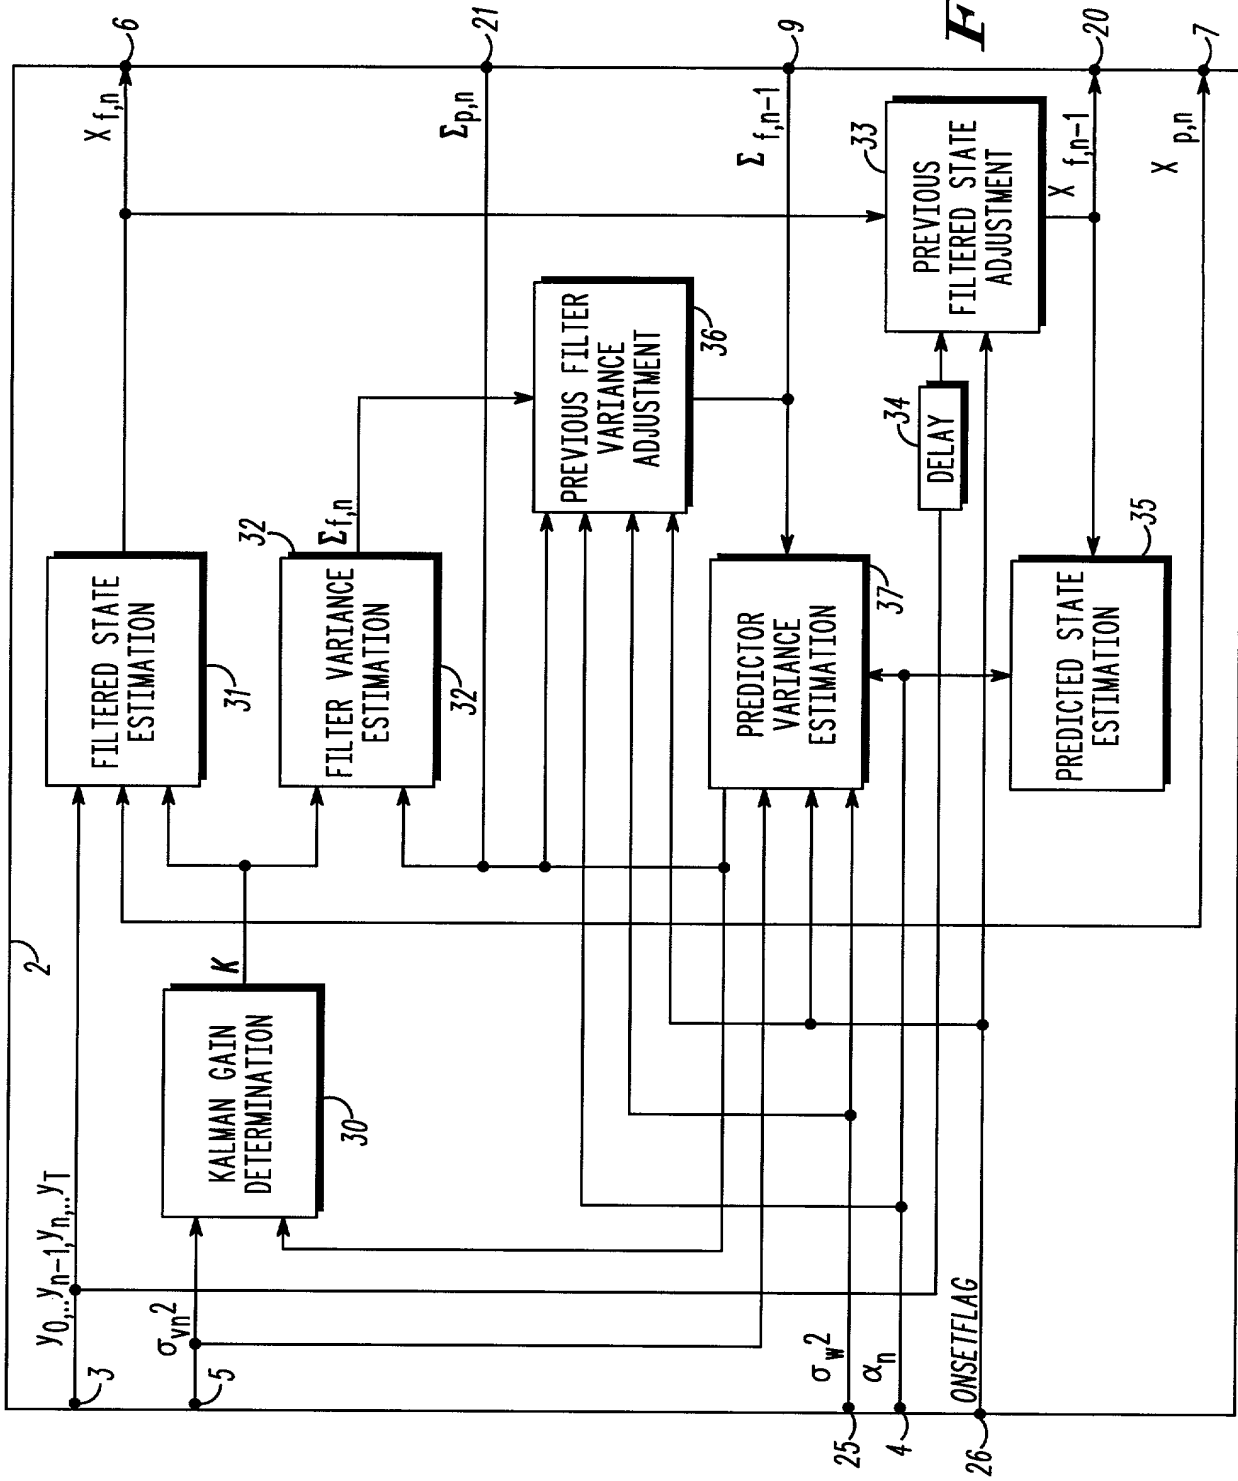 2
y0,..yn-1,yn,..yT
3
σvn2
5
σw2
25
αn
4
ONSETFLAG
26
KALMAN GAIN
DETERMINATION
30
K
FILTERED STATE
ESTIMATION
31
FILTER VARIANCE
ESTIMATION
32
32
Σf,n
PREVIOUS FILTER
VARIANCE
ADJUSTMENT
36
PREDICTOR
VARIANCE
ESTIMATION
37
DELAY
34
PREVIOUS
FILTERED STATE
ADJUSTMENT
33
PREDICTED STATE
ESTIMATION
35
Xf,n
6
Σp,n
21
Σf,n-1
9
Xf,n-1
20
Xp,n
7
F